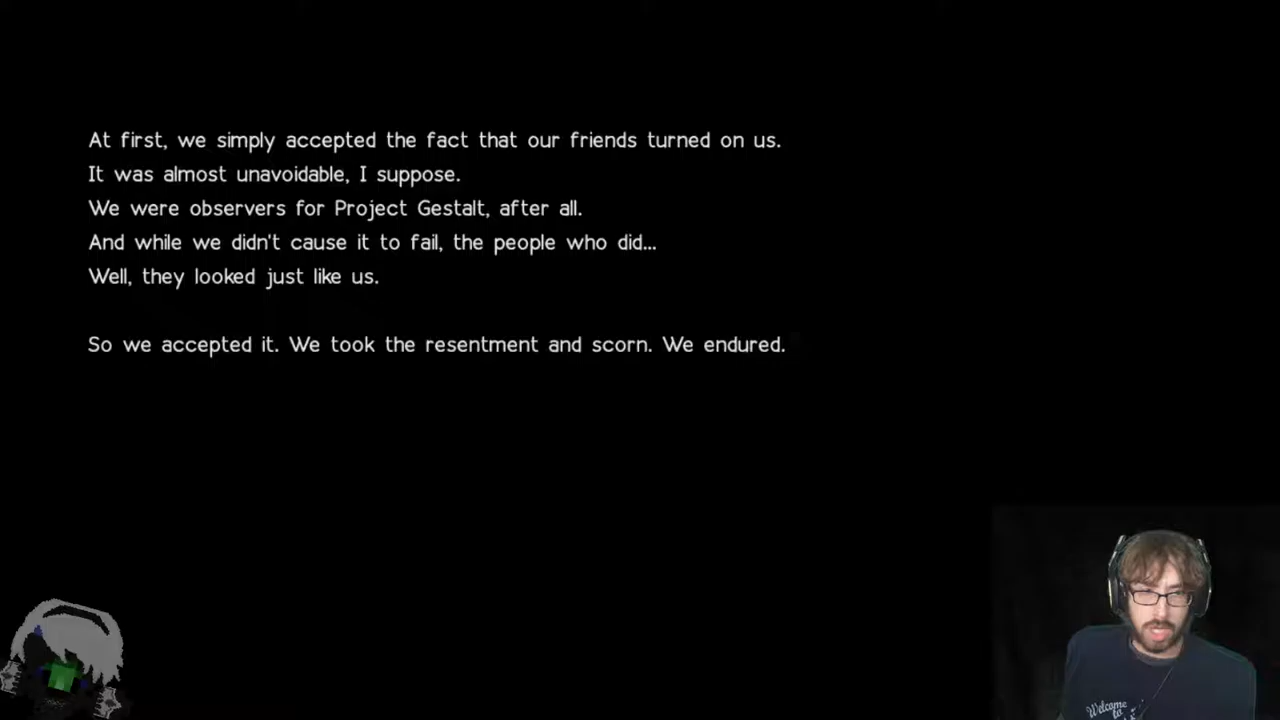 At first, we simply accepted the fact that our friends turned on us.
It was almost unavoidable, I suppose.
We were observers for Project Gestalt, after all.
And while we didn't cause it to fail, the people who did...
Well, they looked just like us.
So we accepted it. We took the resentment and scorn. We endured.
Welcome
to